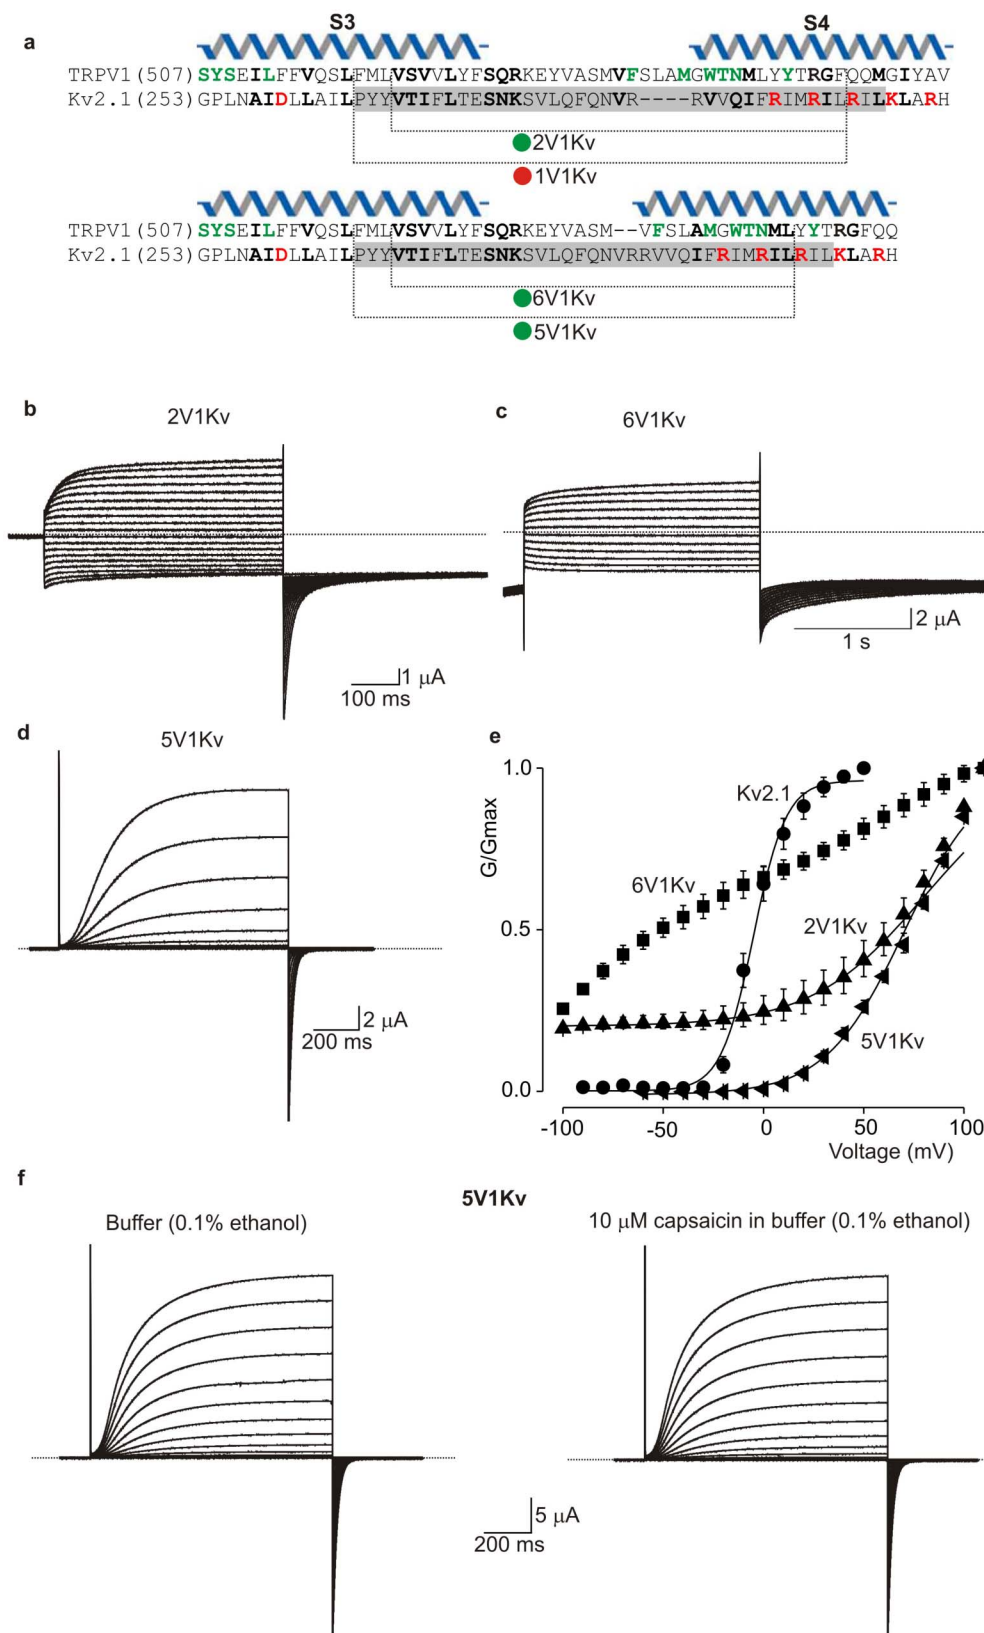 a
S3 S4
TRPV1(507) SYSEILFFVQSLFMLVSVVLYFSQRKEYVASMVFSLAMGWTNMLYYTRGFQQMGIYAV
Kv2.1(253) GPLNAIDLLAILPYYVTIFLTESNKSVLQFQNVR----RVVQIFRIMRILRILKLARH
2V1Kv
1V1Kv
TRPV1(507) SYSEILFFVQSLFMLVSVVLYFSQRKEYVASM--VFSLAMGWTNMLYYTRGFQQ
Kv2.1(253) GPLNAIDLLAILPYYVTIFLTESNKSVLQFQNVRRVVQIFRIMRILRILKLARH
6V1Kv
5V1Kv
b
2V1Kv
1 μA
100 ms
c
6V1Kv
2 μA
1 s
d
5V1Kv
2 μA
200 ms
e
1.0
0.5
0.0
G/Gmax
Kv2.1
6V1Kv
2V1Kv
5V1Kv
-100 -50 0 50 100
Voltage (mV)
f
5V1Kv
Buffer (0.1% ethanol)
10 μM capsaicin in buffer (0.1% ethanol)
5 μA
200 ms